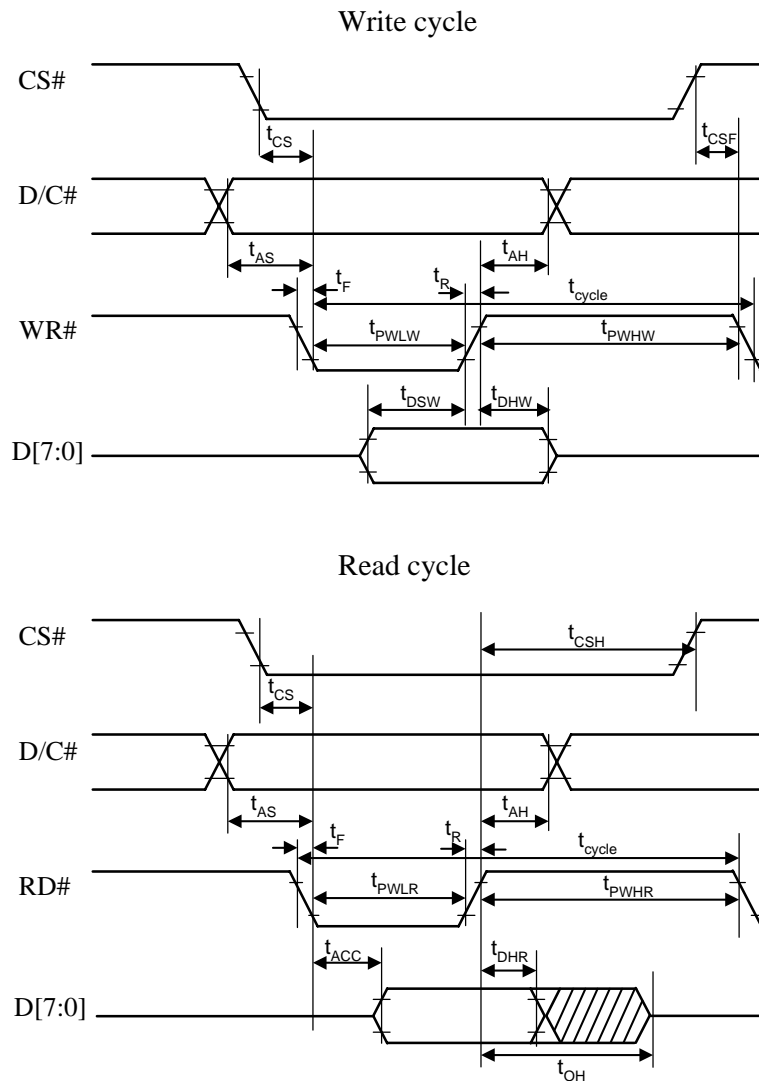 Write cycle
CS#
tCS
tCSF
D/C#
tAS
tF
tR
tAH
tcycle
WR#
tPWLW
tPWHW
tDSW
tDHW
D[7:0]
Read cycle
CS#
tCSH
tCS
D/C#
tAS
tF
tR
tAH
tcycle
RD#
tPWLR
tPWHR
tACC
tDHR
D[7:0]
tOH